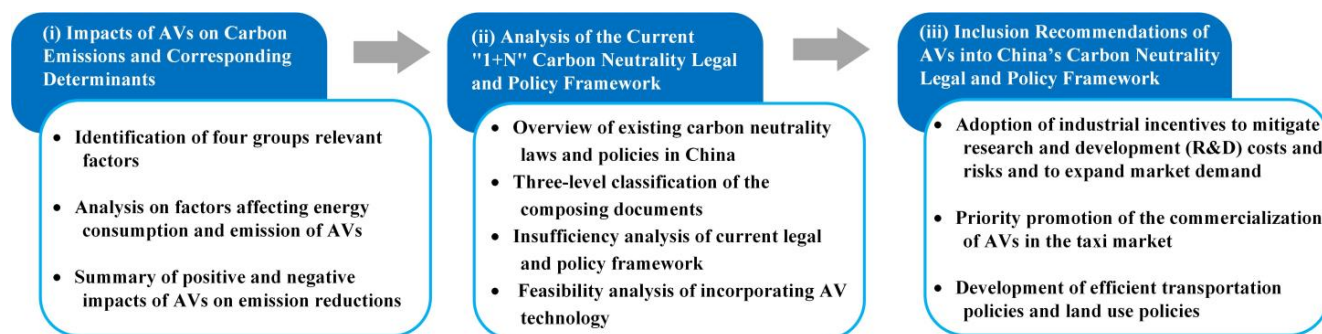 (i) Impacts of AVs on Carbon
Emissions and Corresponding
Determinants
• Identification of four groups relevant
factors
• Analysis on factors affecting energy
consumption and emission of AVs
• Summary of positive and negative
impacts of AVs on emission reductions
(ii) Analysis of the Current
"1+N" Carbon Neutrality Legal
and Policy Framework
• Overview of existing carbon neutrality
laws and policies in China
• Three-level classification of the
composing documents
• Insufficiency analysis of current legal
and policy framework
• Feasibility analysis of incorporating AV
technology
(iii) Inclusion Recommendations of
AVs into China’s Carbon Neutrality
Legal and Policy Framework
• Adoption of industrial incentives to mitigate
research and development (R&D) costs and
risks and to expand market demand
• Priority promotion of the commercialization
of AVs in the taxi market
• Development of efficient transportation
policies and land use policies